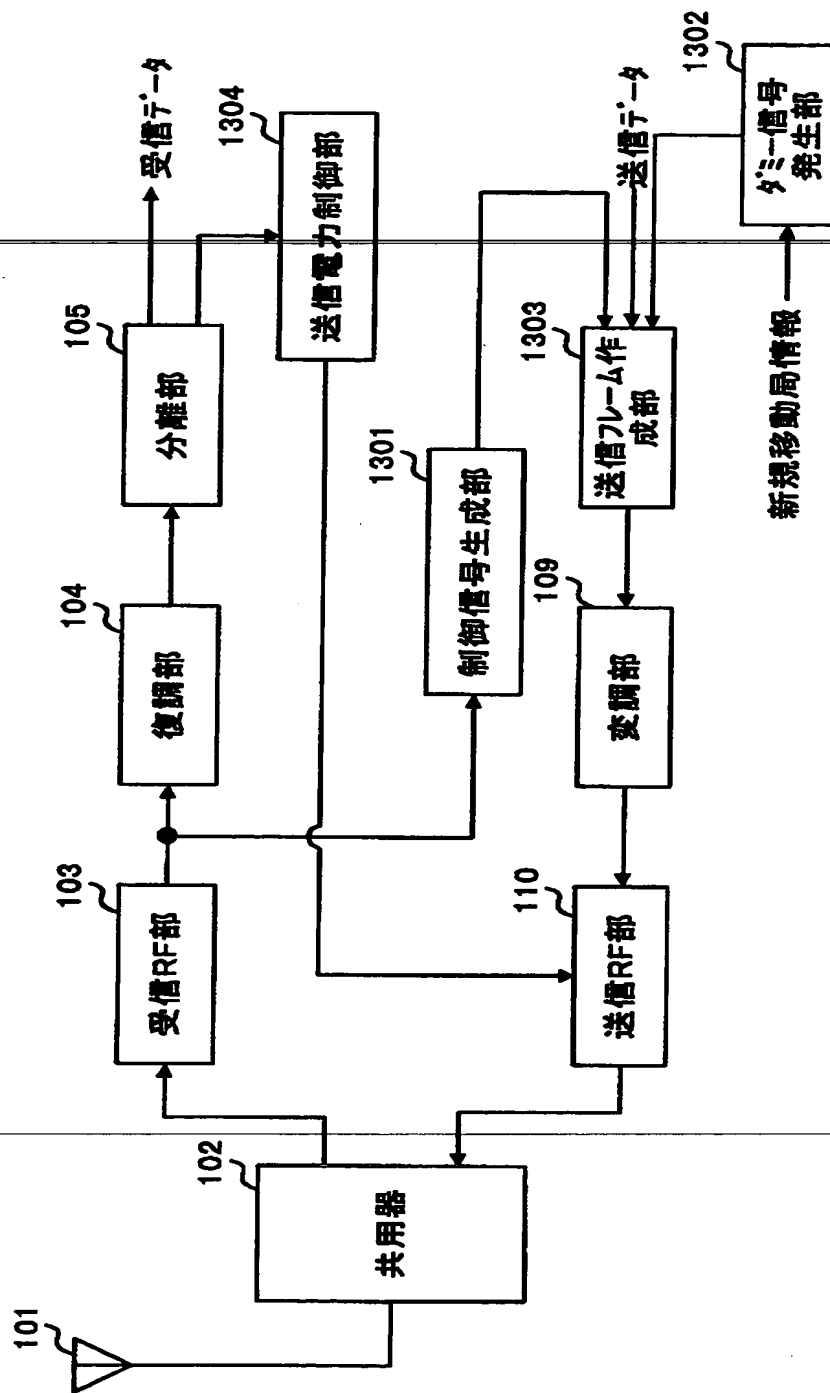 101
102
共用器
103
受信RF部
104
復調部
105
分離部
受信データ
1304
送信電力制御部
1301
制御信号生成部
110
送信RF部
109
変調部
1303
送信フレーム作
成部
送信データ
新規移動局情報
1302
ダミー信号
発生部